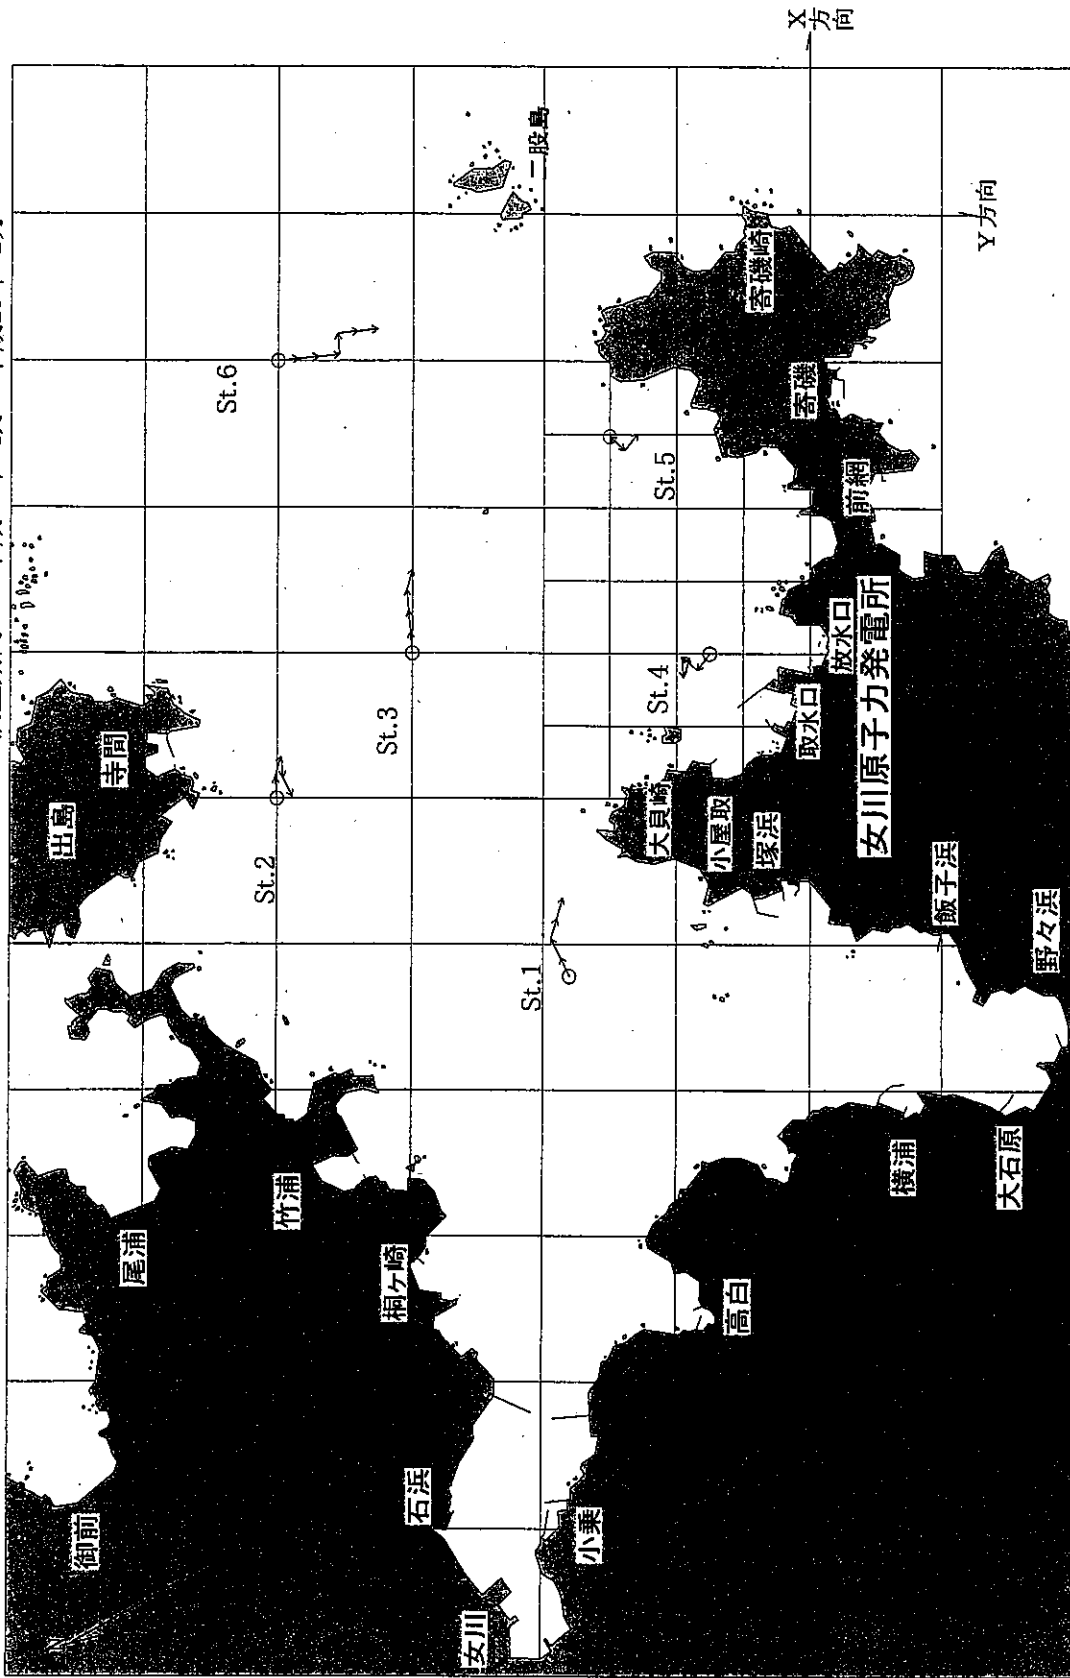 X
方
向
Y方向
二股島
寄磯崎
寄磯
前網
St.6
St.5
St.3
St.4
放水口
女川原子力発電所
取水口
寺間
出島
大貝崎
小屋取
塚浜
St.2
飯子浜
St.1
野々浜
竹浦
横浦
大石原
尾浦
桐ヶ崎
高白
石浜
小乗
御前
女川